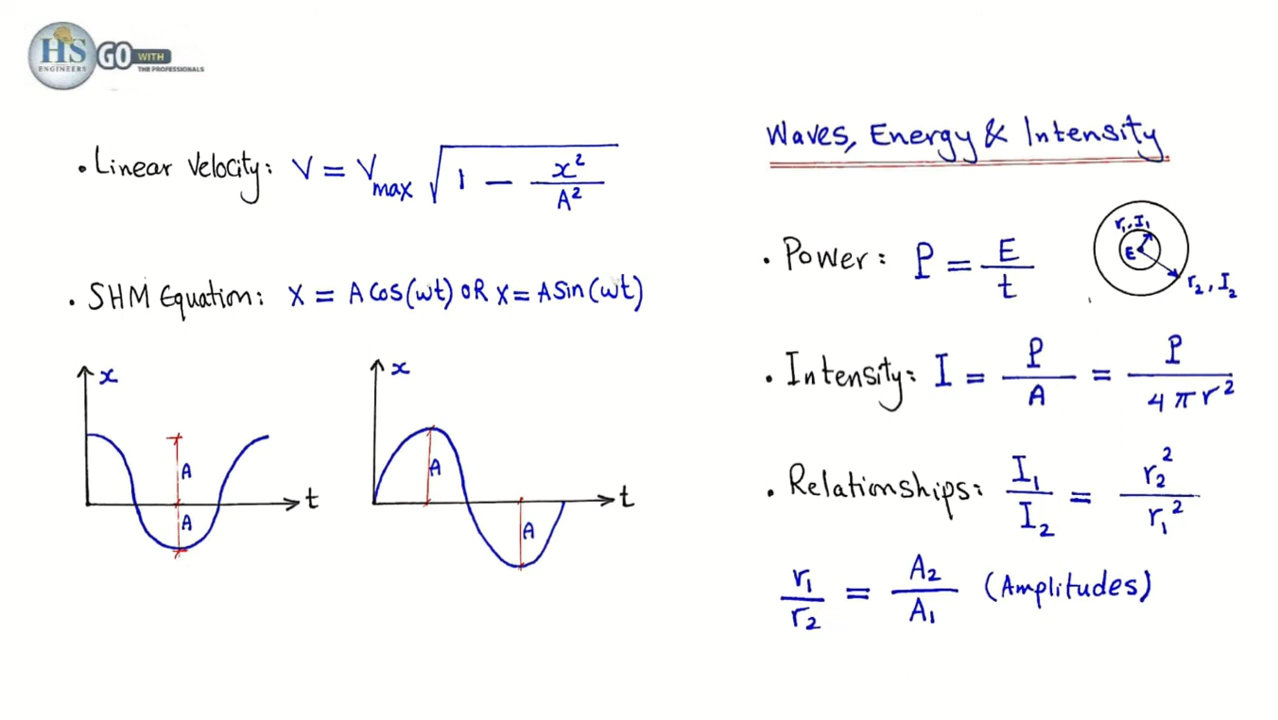 HS
ENGINEERS
GO WITH
THE PROFESSIONALS
• Linear Velocity: V = Vmax √(1 − x²/A²)
• SHM Equation: X = A Cos(ωt) OR X = A Sin(ωt)
x
A
A
t
x
A
A
t
Waves, Energy & Intensity
• Power: P = E/t
r₁, I₁
E
r₂, I₂
• Intensity: I = P/A = P/4πr²
• Relationships: I₁/I₂ = r₂²/r₁²
r₁/r₂ = A₂/A₁ (Amplitudes)